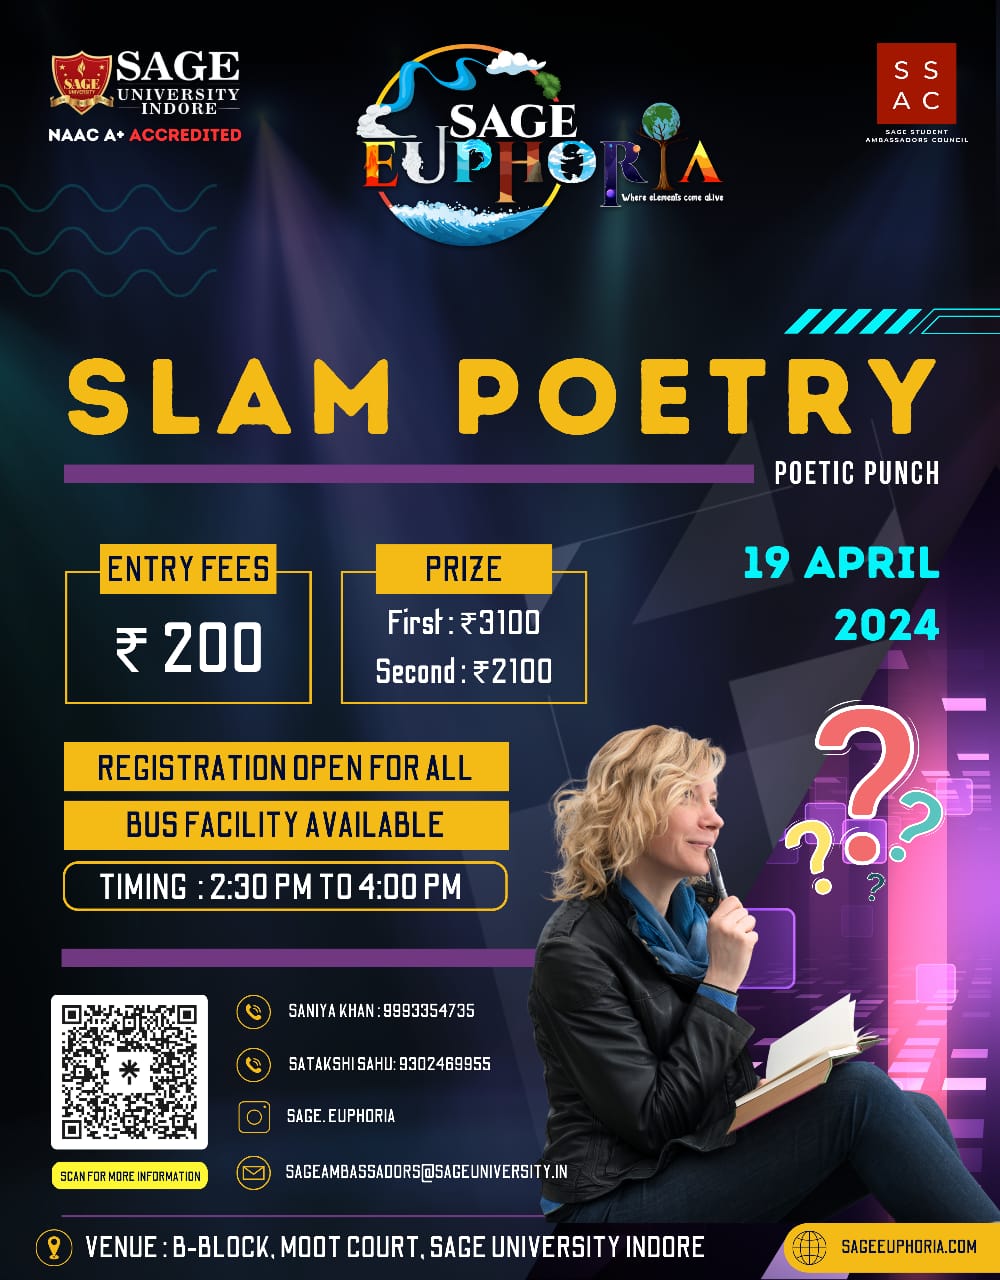 SAGE
UNIVERSITY
INDORE
NAAC A+ ACCREDITED
SAGE
UNIVERSITY
SAGE
EUPHORIA
Where elements come alive
S S
A C
SAGE STUDENT
AMBASSADORS COUNCIL
SLAM POETRY
POETIC PUNCH
ENTRY FEES
₹ 200
PRIZE
First : ₹3100
Second : ₹2100
19 APRIL
2024
REGISTRATION OPEN FOR ALL
BUS FACILITY AVAILABLE
TIMING : 2:30 PM TO 4:00 PM
SANIYA KHAN : 9993354735
SATAKSHI SAHU: 9302469955
SAGE.EUPHORIA
SAGEAMBASSADORS@SAGEUNIVERSITY.IN
SCAN FOR MORE INFORMATION
VENUE : B-BLOCK, MOOT COURT, SAGE UNIVERSITY INDORE
SAGEEUPHORIA.COM